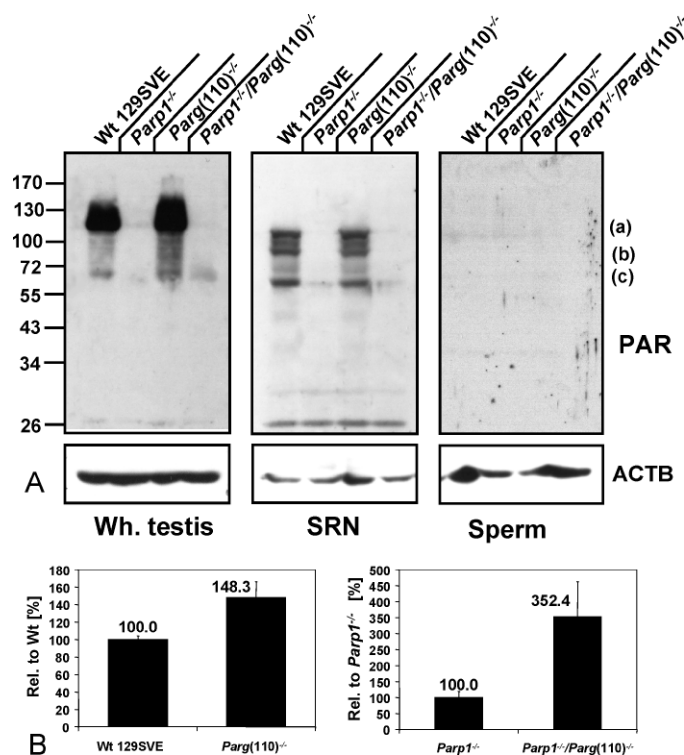 Wt 129SVE Parp1-/- Parg(110)-/- Parp1-/-/Parg(110)-/-
Wt 129SVE Parp1-/- Parg(110)-/- Parp1-/-/Parg(110)-/-
Wt 129SVE Parp1-/- Parg(110)-/- Parp1-/-/Parg(110)-/-
170
130
100
72
55
43
34
26
(a)
(b)
(c)
PAR
A
ACTB
Wh. testis SRN Sperm
Rel. to Wt [%]
180
160
140
120
100
80
60
40
20
0
100.0
148.3
Wt 129SVE Parg(110)-/-
Rel. to Parp1-/- [%]
500
450
400
350
300
250
200
150
100
50
0
100.0
352.4
Parp1-/- Parp1-/-/Parg(110)-/-
B